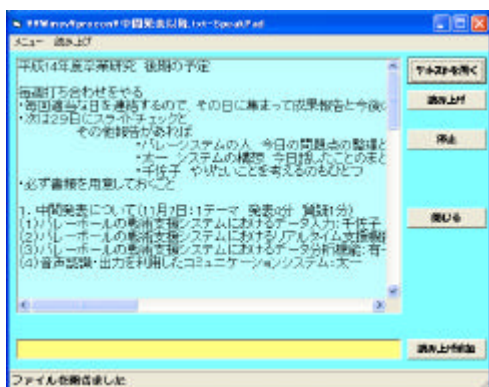 中間発表以降.txt-SpeakPad
メニュー 読み上げ
平成14年度卒業研究 後期の予定
毎週打ち合わせをやる
・毎回適当な日を連絡するので、その日に集まって成果報告と今後
・次は29日にスライドチェックと
その他報告があれば
・バレーシステムの人 今日の問題点の整理と
・太一 システムの構想 今日話したことのまと
・千佐子 やりたいことを考えるのもひとつ
・必ず書類を用意しておくこと
1. 中間発表について(11月7日:1テーマ 発表4分 質疑1分)
(1)バレーボールの戦術支援システムにおけるデータ入力:千佐子
(2)バレーボールの戦術支援システムにおけるリアルタイム支援機
(3)バレーボールの戦術支援システムにおけるデータ分析機能:有
(4)音声認識・出力を利用したコミュニケーションシステム:太一
テキストを開く
読み上げ
停止
閉じる
読み上げ追加
ファイルを開きました